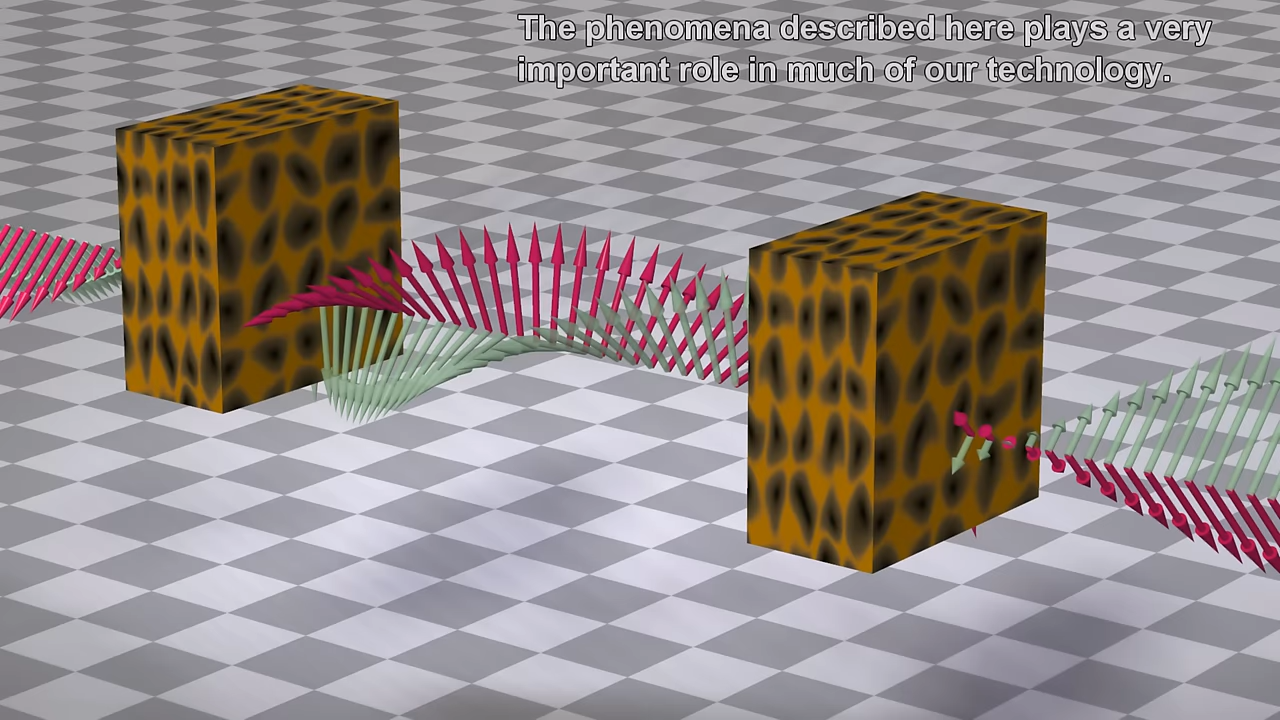 The phenomena described here plays a very
important role in much of our technology.